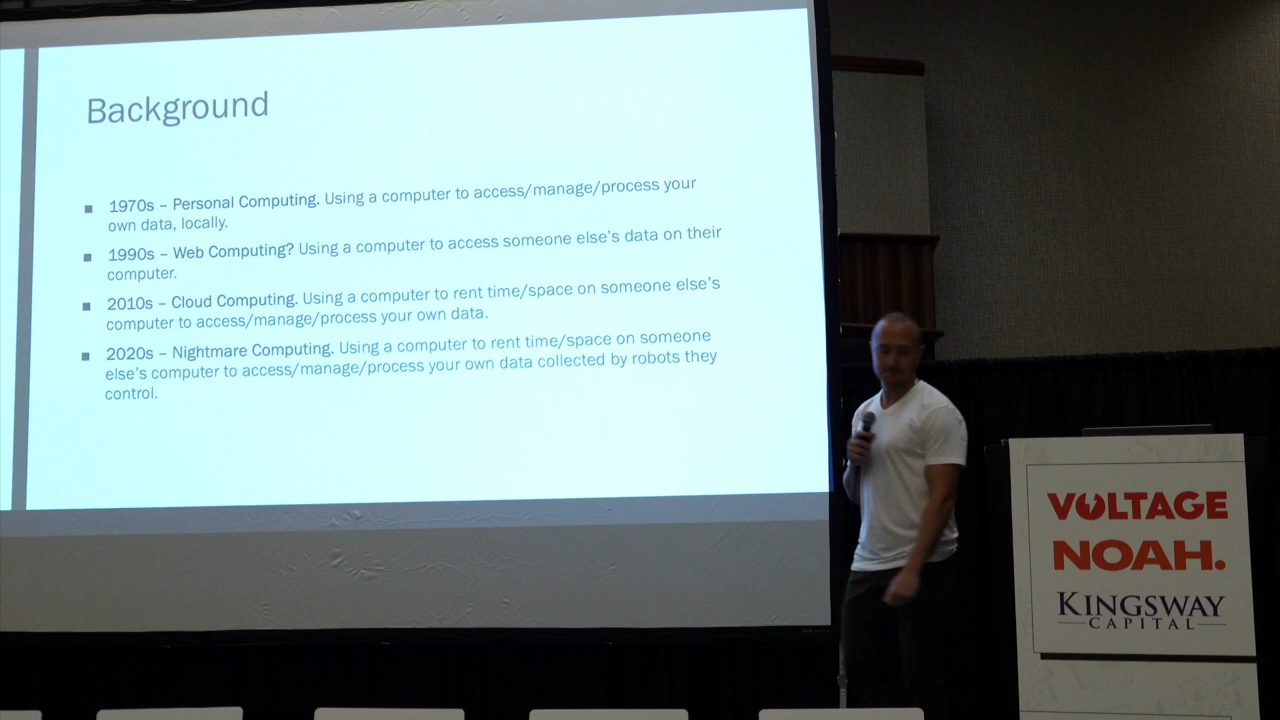 Background
1970s – Personal Computing. Using a computer to access/manage/process your
own data, locally.
1990s – Web Computing? Using a computer to access someone else's data on their
computer.
2010s – Cloud Computing. Using a computer to rent time/space on someone else's
computer to access/manage/process your own data.
2020s – Nightmare Computing. Using a computer to rent time/space on someone
else's computer to access/manage/process your own data collected by robots they
control.
VOLTAGE
NOAH.
KINGSWAY
CAPITAL